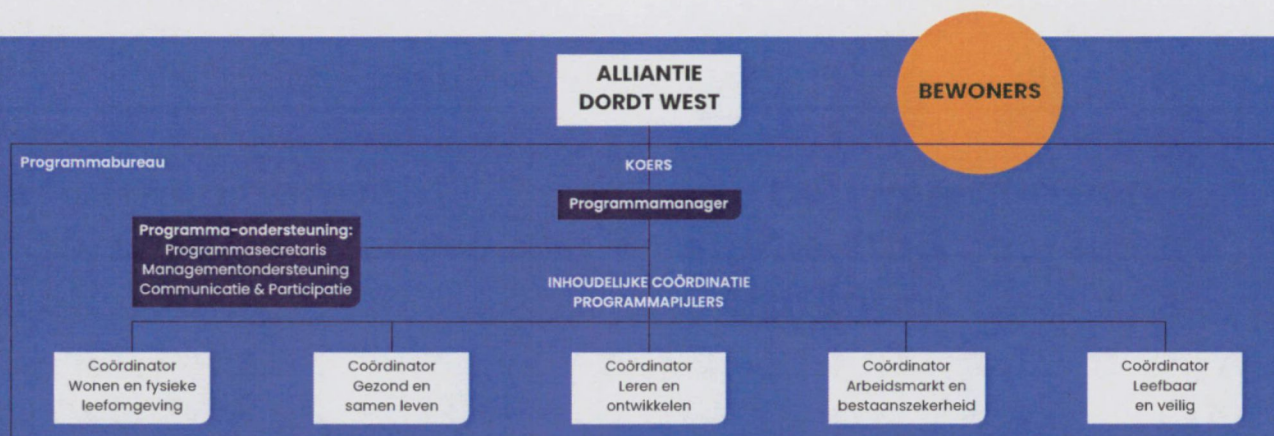 ALLIANTIE
DORDT WEST
BEWONERS
Programmabureau
KOERS
Programmamanager
Programma-ondersteuning:
Programmasecretaris
Managementondersteuning
Communicatie & Participatie
INHOUDELIJKE COÖRDINATIE
PROGRAMMAPIJLERS
Coördinator
Wonen en fysieke
leefomgeving
Coördinator
Gezond en
samen leven
Coördinator
Leren en
ontwikkelen
Coördinator
Arbeidsmarkt en
bestaanszekerheid
Coördinator
Leefbaar
en veilig